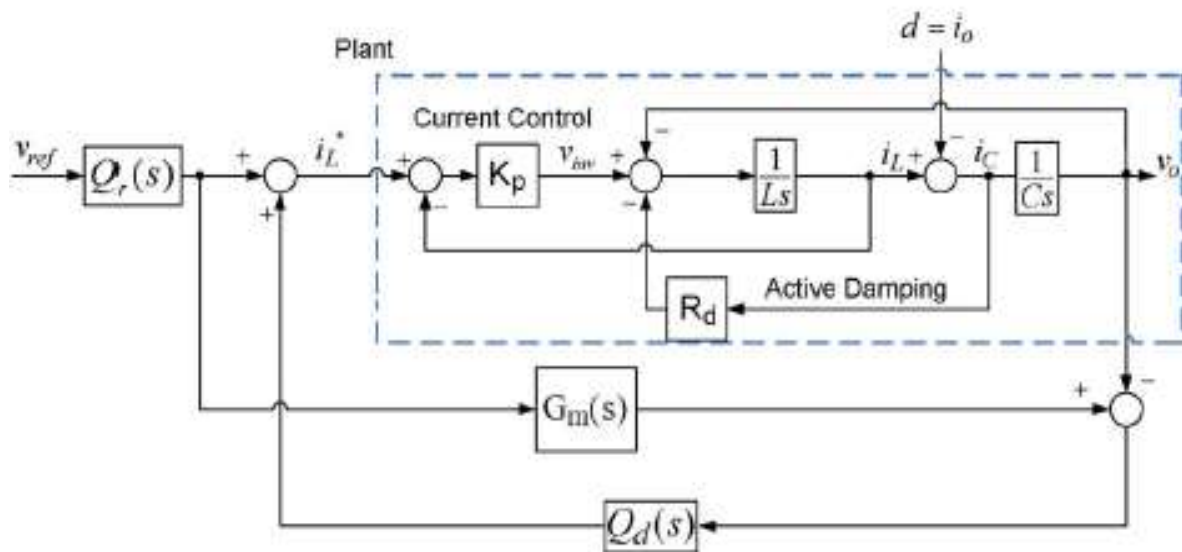 d = i_o
Plant
Current Control
v_ref
Q_r(s)
+
i_L*
+
K_p
v_inv
+
−
1/Ls
i_L
+
−
i_C
1/Cs
v_o
+
−
−
Active Damping
R_d
G_m(s)
+
−
Q_d(s)